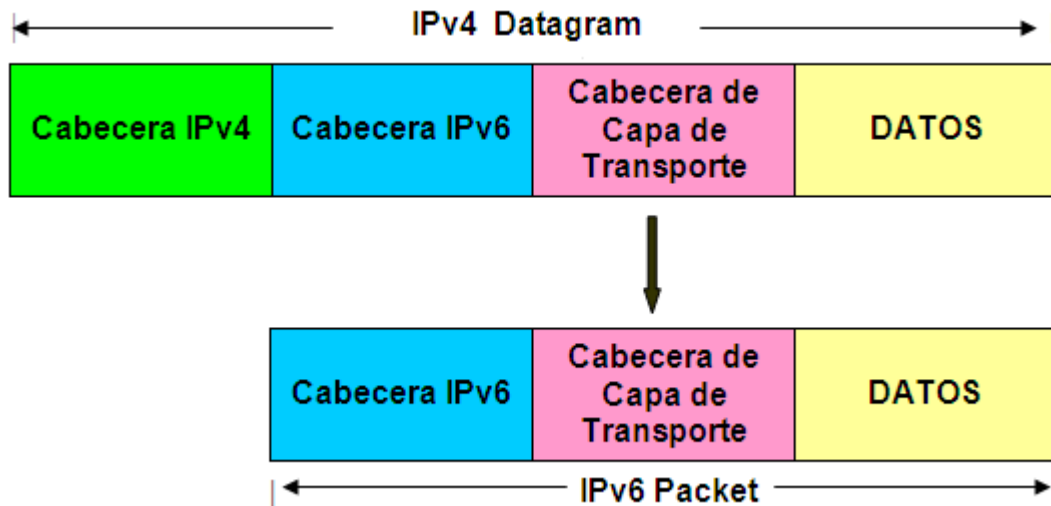 IPv4 Datagram
Cabecera IPv4
Cabecera IPv6
Cabecera de
Capa de
Transporte
DATOS
Cabecera IPv6
Cabecera de
Capa de
Transporte
DATOS
IPv6 Packet